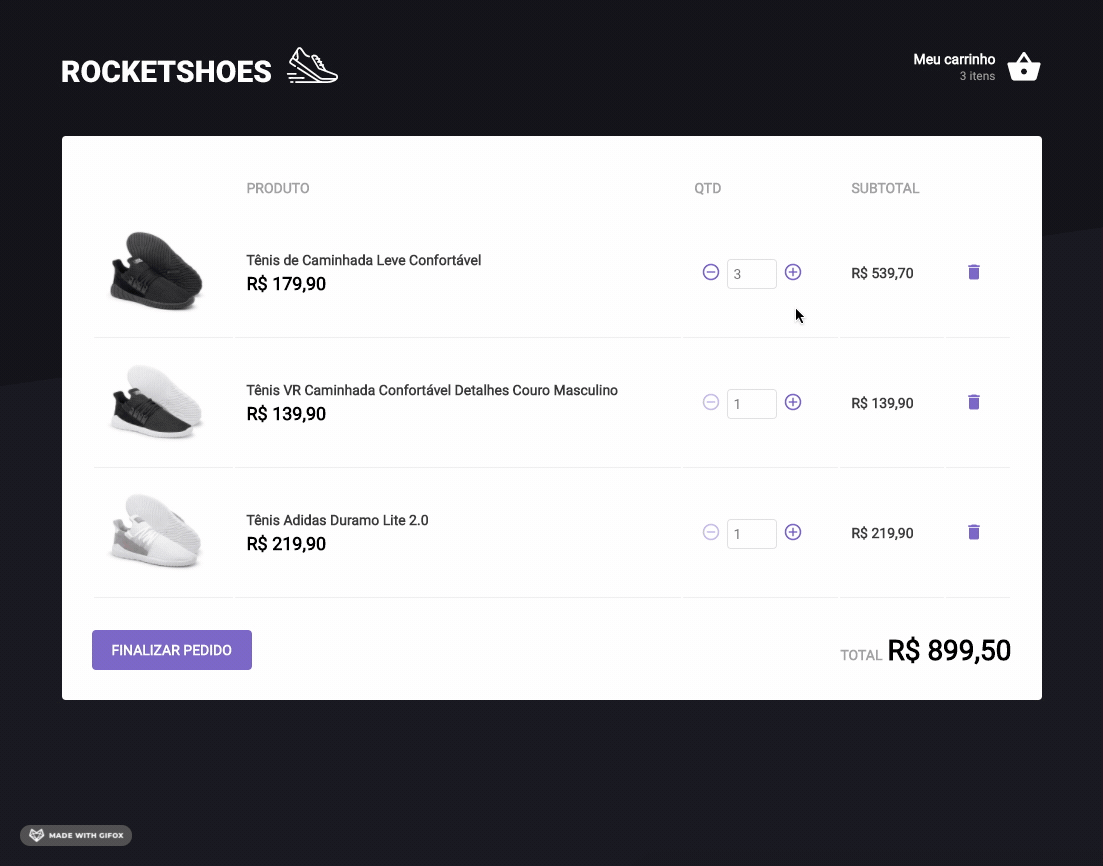 ROCKETSHOES
Meu carrinho
3 itens
PRODUTO QTD SUBTOTAL
Tênis de Caminhada Leve Confortável
R$ 179,90
3
R$ 539,70
Tênis VR Caminhada Confortável Detalhes Couro Masculino
R$ 139,90
1
R$ 139,90
Tênis Adidas Duramo Lite 2.0
R$ 219,90
1
R$ 219,90
FINALIZAR PEDIDO
TOTAL R$ 899,50
MADE WITH GIFOX